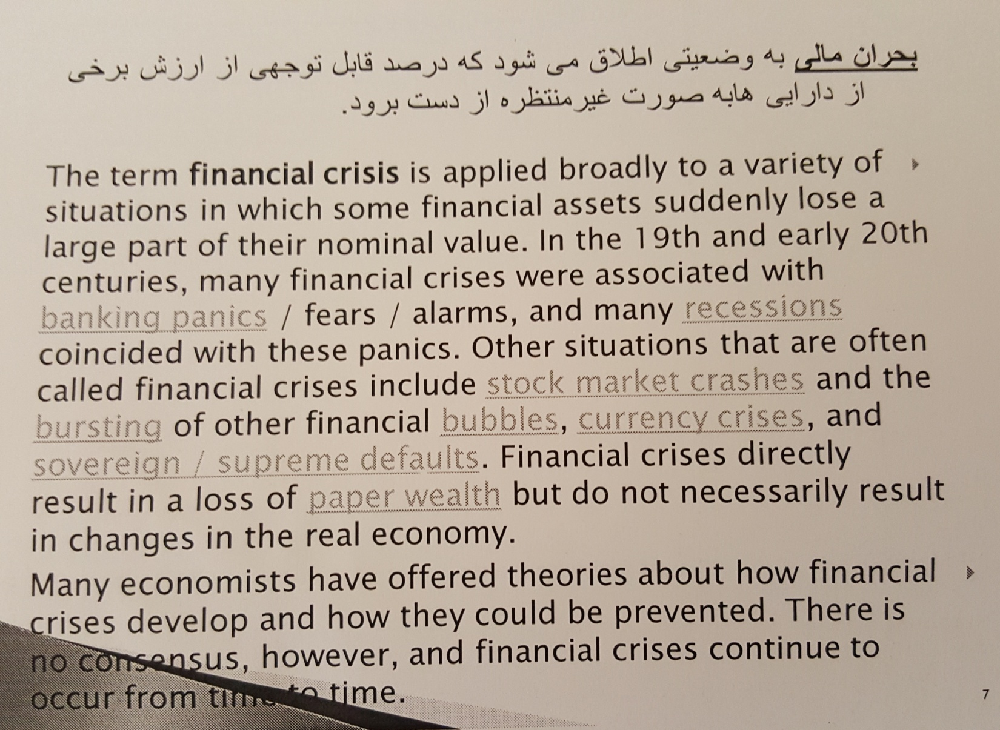 بحران مالی به وضعیتی اطلاق می شود که درصد قابل توجهی از ارزش برخی
از دارایی هابه صورت غیرمنتظره از دست برود.
The term financial crisis is applied broadly to a variety of
situations in which some financial assets suddenly lose a
large part of their nominal value. In the 19th and early 20th
centuries, many financial crises were associated with
banking panics / fears / alarms, and many recessions
coincided with these panics. Other situations that are often
called financial crises include stock market crashes and the
bursting of other financial bubbles, currency crises, and
sovereign / supreme defaults. Financial crises directly
result in a loss of paper wealth but do not necessarily result
in changes in the real economy.
Many economists have offered theories about how financial
crises develop and how they could be prevented. There is
no consensus, however, and financial crises continue to
occur from time to time.
7